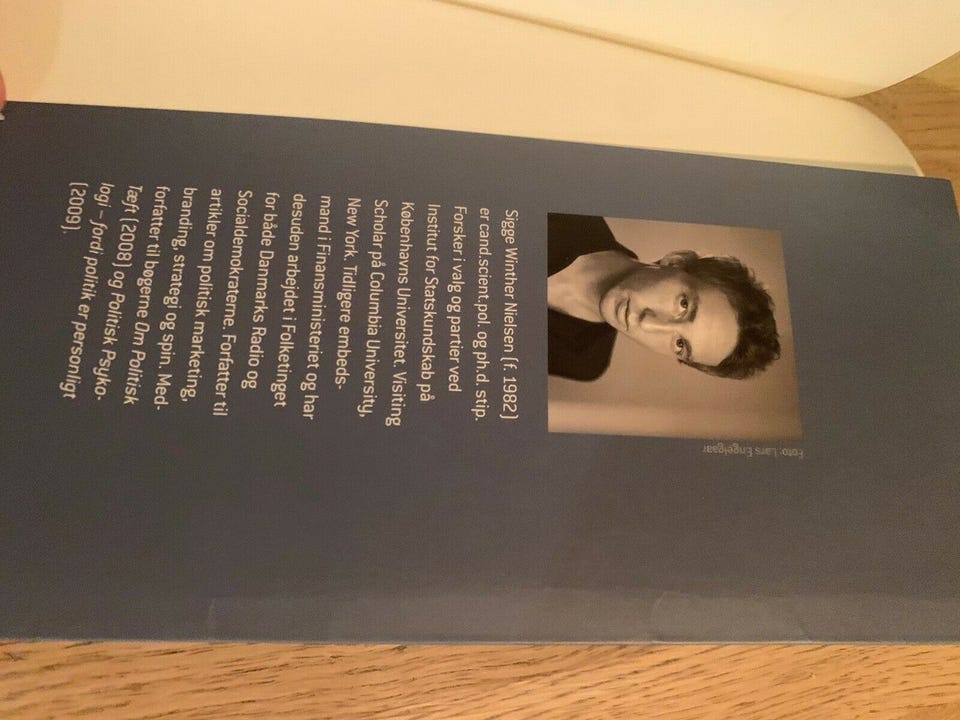 Foto: Lars Engelgaar
Sigge Winther Nielsen (f. 1982)
er cand.scient.pol. og ph.d. stip.
Forsker i valg og partier ved
Institut for Statskundskab på
Københavns Universitet. Visiting
Scholar på Columbia University,
New York. Tidligere embeds-
mand i Finansministeriet og har
desuden arbejdet i Folketinget
for både Danmarks Radio og
Socialdemokraterne. Forfatter til
artikler om politisk marketing,
branding, strategi og spin. Med-
forfatter til bøgerne Om Politisk
Tæft (2008) og Politisk Psyko-
logi – fordi politik er personligt
(2009).